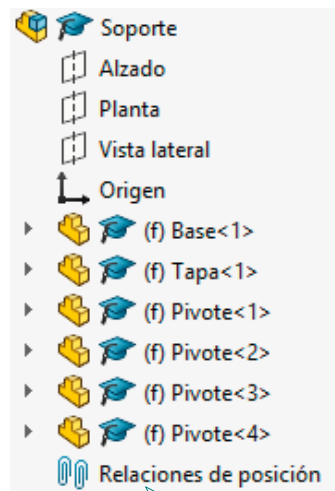 Soporte
Alzado
Planta
Vista lateral
Origen
(f) Base<1>
(f) Tapa<1>
(f) Pivote<1>
(f) Pivote<2>
(f) Pivote<3>
(f) Pivote<4>
Relaciones de posición